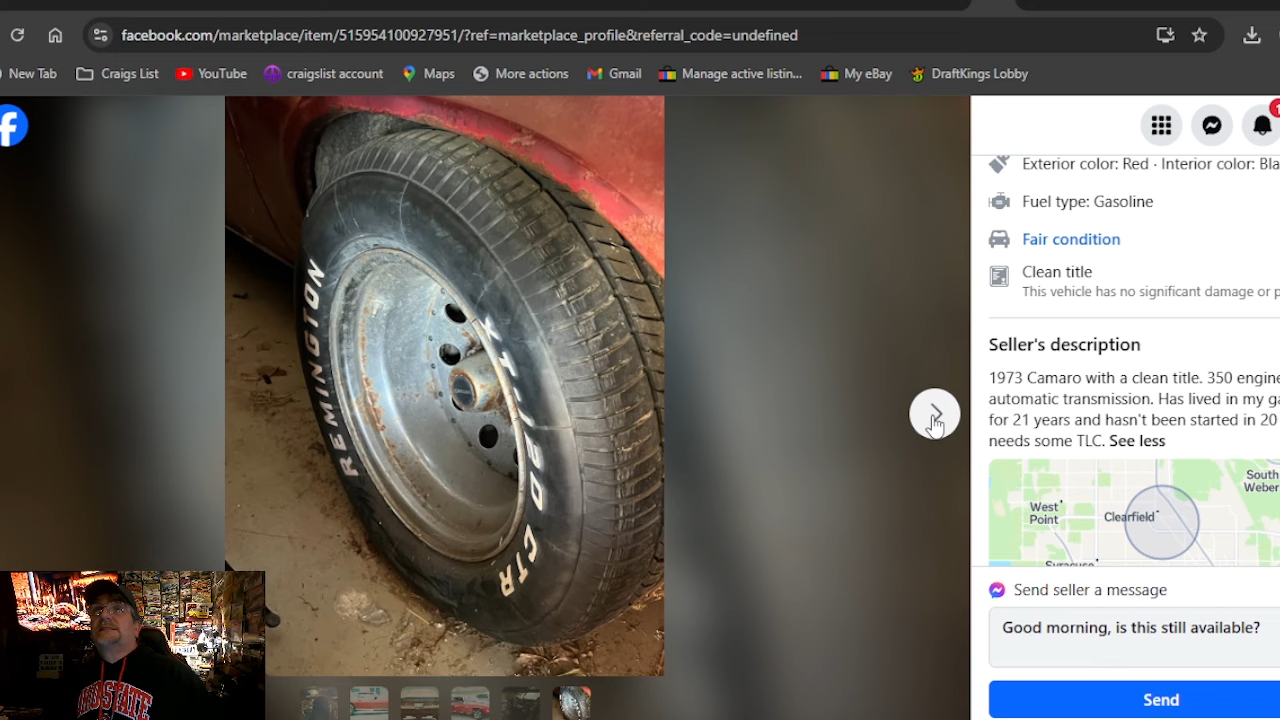 facebook.com/marketplace/item/515954100927951/?ref=marketplace_profile&referral_code=undefined
New Tab Craigs List YouTube craigslist account Maps More actions Gmail Manage active listin... My eBay DraftKings Lobby
Exterior color: Red · Interior color: Bla
Fuel type: Gasoline
Fair condition
Clean title
This vehicle has no significant damage or p
Seller's description
1973 Camaro with a clean title. 350 engine
automatic transmission. Has lived in my ga
for 21 years and hasn't been started in 20
needs some TLC. See less
South
Weber
West
Point
Clearfield
Syracuse
Send seller a message
Good morning, is this still available?
Send
REMINGTON
CTR
STATE